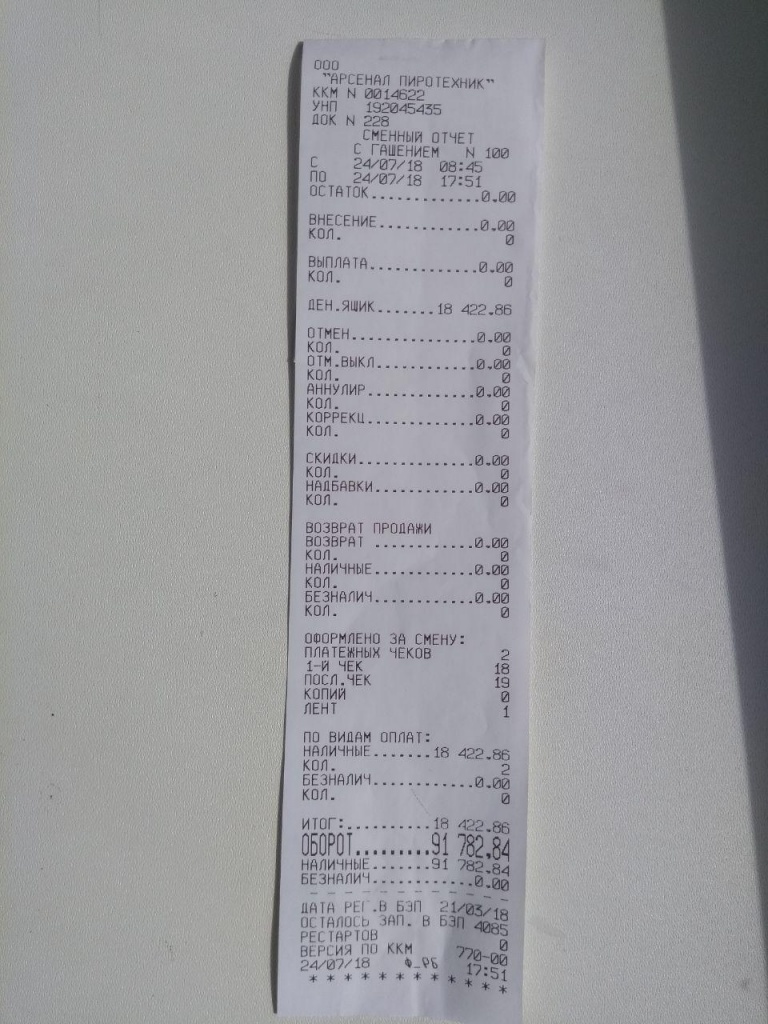 ООО
"АРСЕНАЛ ПИРОТЕХНИК"
ККМ N 0014622
УНП 192045435
ДОК N 228
СМЕННЫЙ ОТЧЕТ
С ГАШЕНИЕМ N 100
С 24/07/18 08:45
ПО 24/07/18 17:51
ОСТАТОК.............0.00
ВНЕСЕНИЕ............0.00
КОЛ. 0
ВЫПЛАТА.............0.00
КОЛ. 0
ДЕН.ЯЩИК.......18 422.86
ОТМЕН...............0.00
КОЛ. 0
ОТМ.ВЫКЛ............0.00
КОЛ. 0
АННУЛИР.............0.00
КОЛ. 0
КОРРЕКЦ.............0.00
КОЛ. 0
СКИДКИ..............0.00
КОЛ. 0
НАДБАВКИ............0.00
КОЛ. 0
ВОЗВРАТ ПРОДАЖИ
ВОЗВРАТ ............0.00
КОЛ. 0
НАЛИЧНЫЕ............0.00
КОЛ. 0
БЕЗНАЛИЧ............0.00
КОЛ. 0
ОФОРМЛЕНО ЗА СМЕНУ:
ПЛАТЕЖНЫХ ЧЕКОВ 2
1-Й ЧЕК 18
ПОСЛ.ЧЕК 19
КОПИЙ 0
ЛЕНТ 1
ПО ВИДАМ ОПЛАТ:
НАЛИЧНЫЕ.......18 422.86
КОЛ. 2
БЕЗНАЛИЧ............0.00
КОЛ. 0
ИТОГ:..........18 422.86
ОБОРОТ.........91 782.84
НАЛИЧНЫЕ.......91 782.84
БЕЗНАЛИЧ............0.00
ДАТА РЕГ.В БЭП 21/03/18
ОСТАЛОСЬ ЗАП. В БЭП 4085
РЕСТАРТОВ 0
ВЕРСИЯ ПО ККМ 770-00
24/07/18 Ф_РБ 17:51
* * * * * * * * * * * *